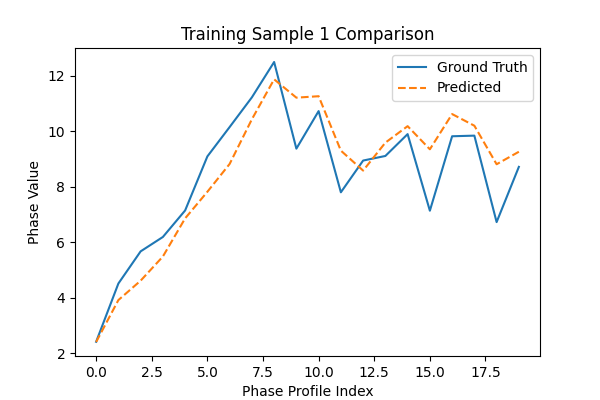 Training Sample 1 Comparison
Ground Truth
Predicted
12
10
8
6
4
2
Phase Value
0.0 2.5 5.0 7.5 10.0 12.5 15.0 17.5
Phase Profile Index